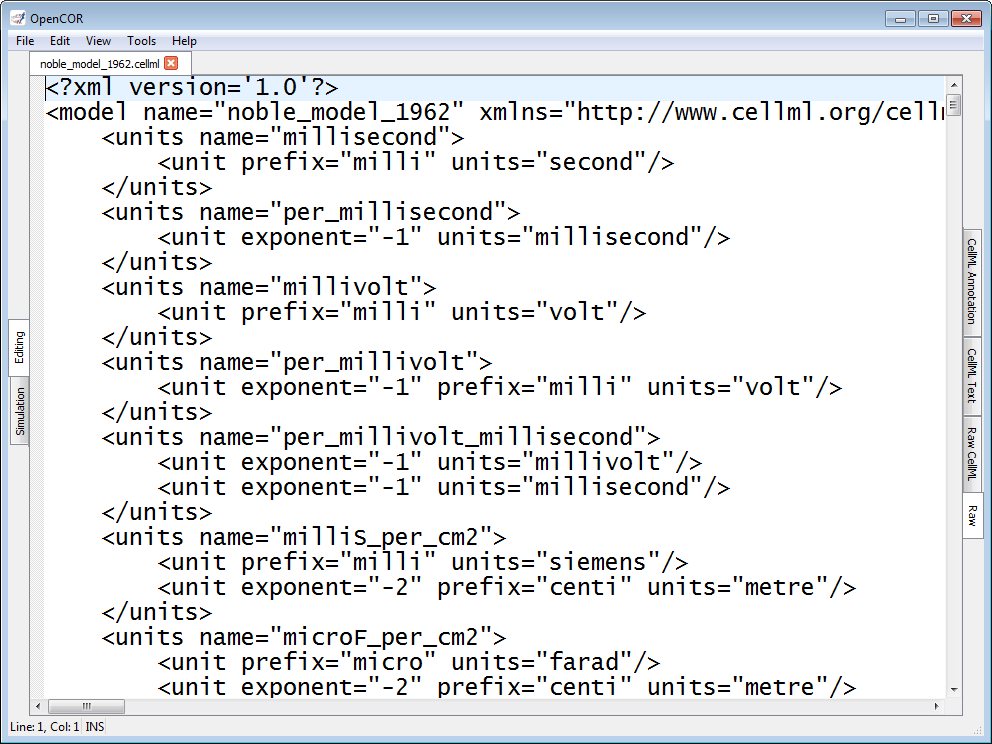 OpenCOR
File Edit View Tools Help
noble_model_1962.cellml
<?xml version='1.0'?>
<model name="noble_model_1962" xmlns="http://www.cellml.org/cell
    <units name="millisecond">
        <unit prefix="milli" units="second"/>
    </units>
    <units name="per_millisecond">
        <unit exponent="-1" units="millisecond"/>
    </units>
    <units name="millivolt">
        <unit prefix="milli" units="volt"/>
    </units>
    <units name="per_millivolt">
        <unit exponent="-1" prefix="milli" units="volt"/>
    </units>
    <units name="per_millivolt_millisecond">
        <unit exponent="-1" units="millivolt"/>
        <unit exponent="-1" units="millisecond"/>
    </units>
    <units name="milliS_per_cm2">
        <unit prefix="milli" units="siemens"/>
        <unit exponent="-2" prefix="centi" units="metre"/>
    </units>
    <units name="microF_per_cm2">
        <unit prefix="micro" units="farad"/>
        <unit exponent="-2" prefix="centi" units="metre"/>
Editing
Simulation
CellML Annotation
CellML Text
Raw CellML
Raw
Line: 1, Col: 1 INS